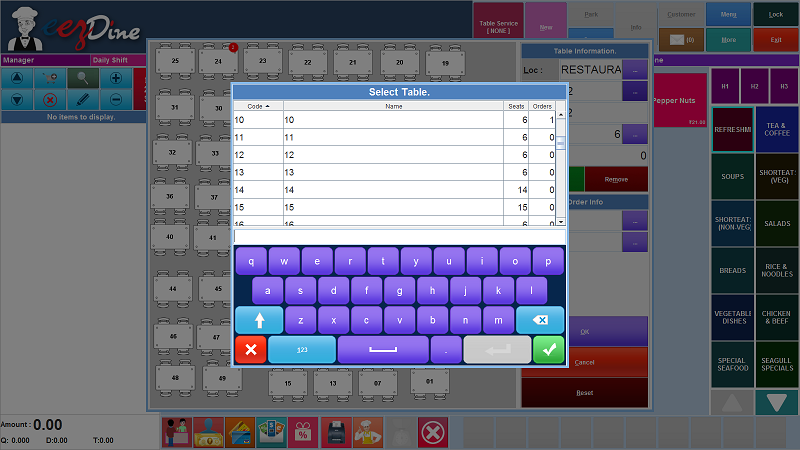 eezDine
Table Service
[ NONE ]
New
Park
Info
Customer
(0)
Menu
More
Lock
Exit
Manager
Daily Shift
No items to display.
25
24
2
23
22
21
20
19
31
30
32
33
35
34
36
37
40
41
44
45
46
47
48
49
15
13
07
01
Select Table.
Code
Name
Seats
Orders
10 10 6 1
11 11 6 0
12 12 6 0
13 13 6 0
14 14 14 0
15 15 15 0
16 16 6 0
q w e r t y u i o p
a s d f g h j k l
z x c v b n m
123
.
Table Information.
Loc :
RESTAURA
...
2
...
2
6
...
0
Remove
Order Info
...
...
OK
Cancel
Reset
H1
H2
H3
Pepper Nuts
₹21.00
REFRESHMI
TEA &
COFFEE
SOUPS
SHORTEAT:
(VEG)
SHORTEAT:
(NON-VEG)
SALADS
BREADS
RICE &
NOODLES
VEGETABLE
DISHES
CHICKEN
& BEEF
SPECIAL
SEAFOOD
SEAGULL
SPECIALS
Amount : 0.00
Q: 0.000 D:0.00 T:0.00